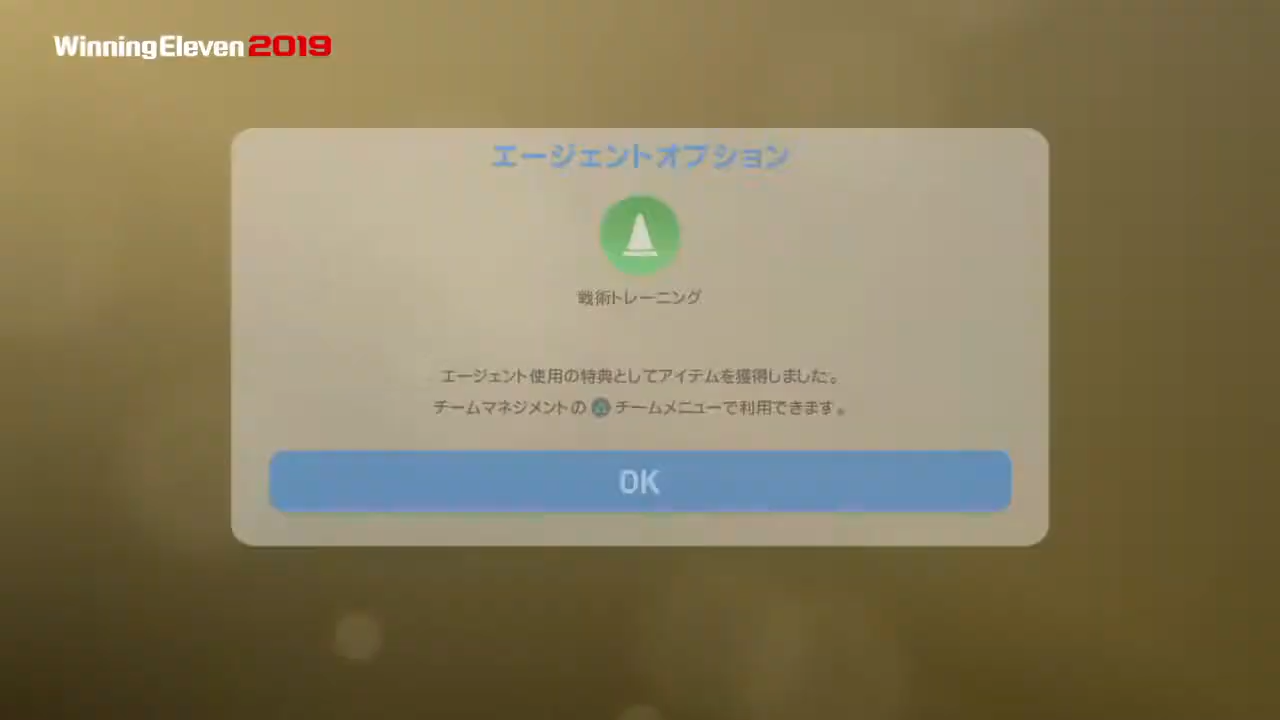 WinningEleven 2019
エージェントオプション
戦術トレーニング
エージェント使用の特典としてアイテムを獲得しました。
チームマネジメントの チームメニューで利用できます。
OK